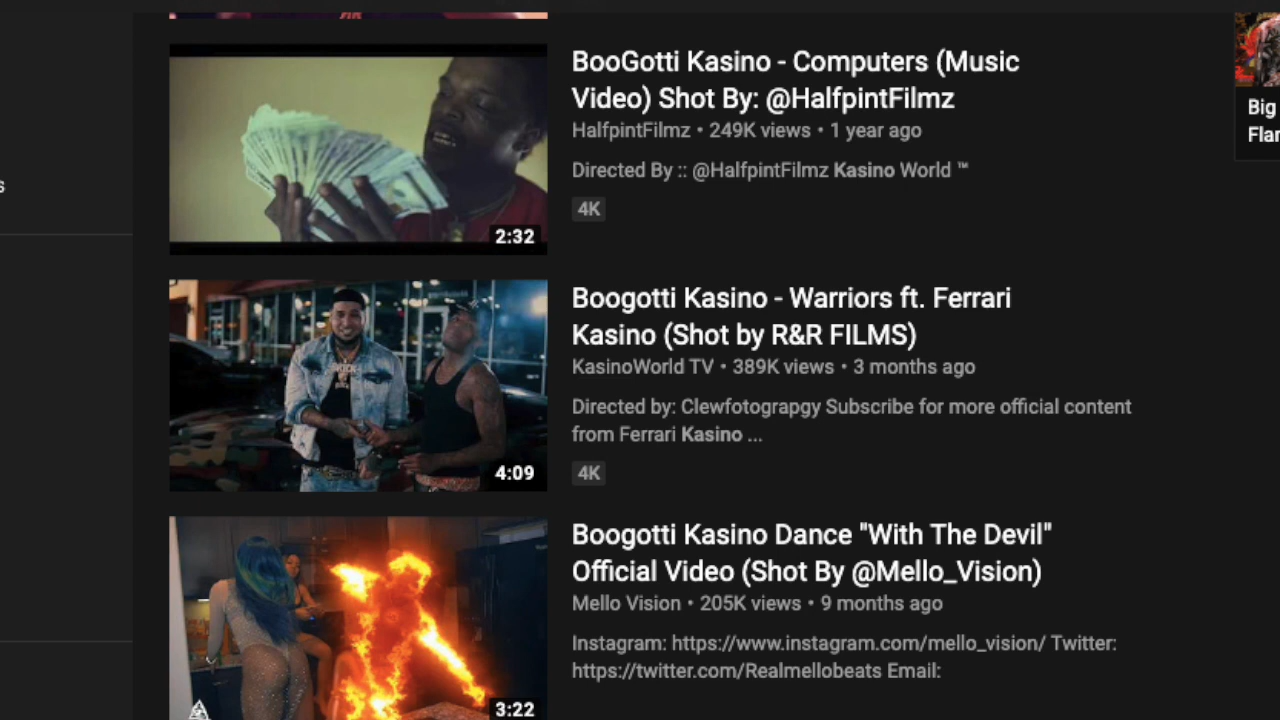 BooGotti Kasino - Computers (Music
Video) Shot By: @HalfpintFilmz
HalfpintFilmz • 249K views • 1 year ago
Directed By :: @HalfpintFilmz Kasino World ™
4K
2:32
Big
Flar
s
Boogotti Kasino - Warriors ft. Ferrari
Kasino (Shot by R&R FILMS)
KasinoWorld TV • 389K views • 3 months ago
Directed by: Clewfotograpgy Subscribe for more official content
from Ferrari Kasino ...
4K
4:09
Boogotti Kasino Dance "With The Devil"
Official Video (Shot By @Mello_Vision)
Mello Vision • 205K views • 9 months ago
Instagram: https://www.instagram.com/mello_vision/ Twitter:
https://twitter.com/Realmellobeats Email:
3:22